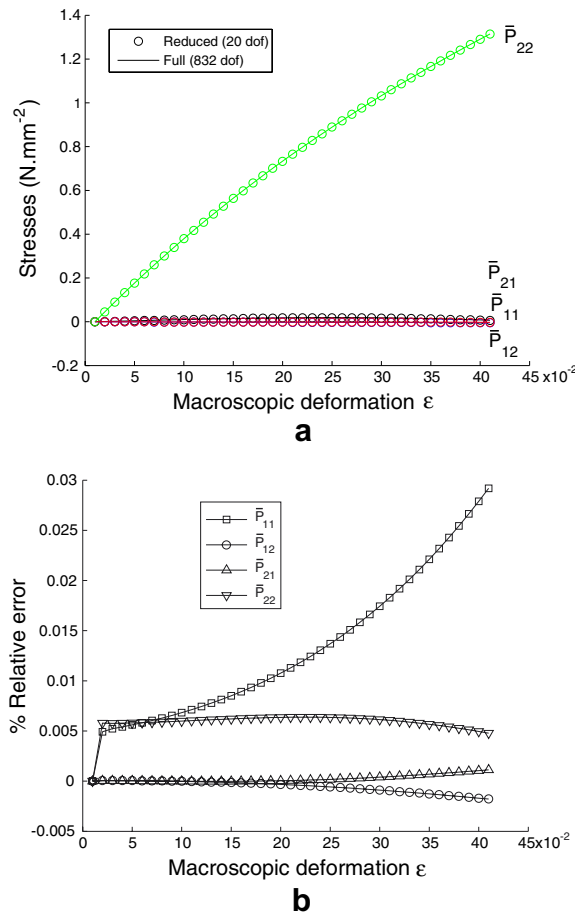 1.4
1.2
1
0.8
0.6
0.4
0.2
0
-0.2
Stresses (N.mm⁻²)
Reduced (20 dof)
Full (832 dof)
P̄₂₂
P̄₂₁
P̄₁₁
P̄₁₂
0 5 10 15 20 25 30 35 40 45x10⁻²
Macroscopic deformation ε
a
0.03
0.025
0.02
0.015
0.01
0.005
0
-0.005
% Relative error
P̄₁₁
P̄₁₂
P̄₂₁
P̄₂₂
0 5 10 15 20 25 30 35 40 45x10⁻²
Macroscopic deformation ε
b